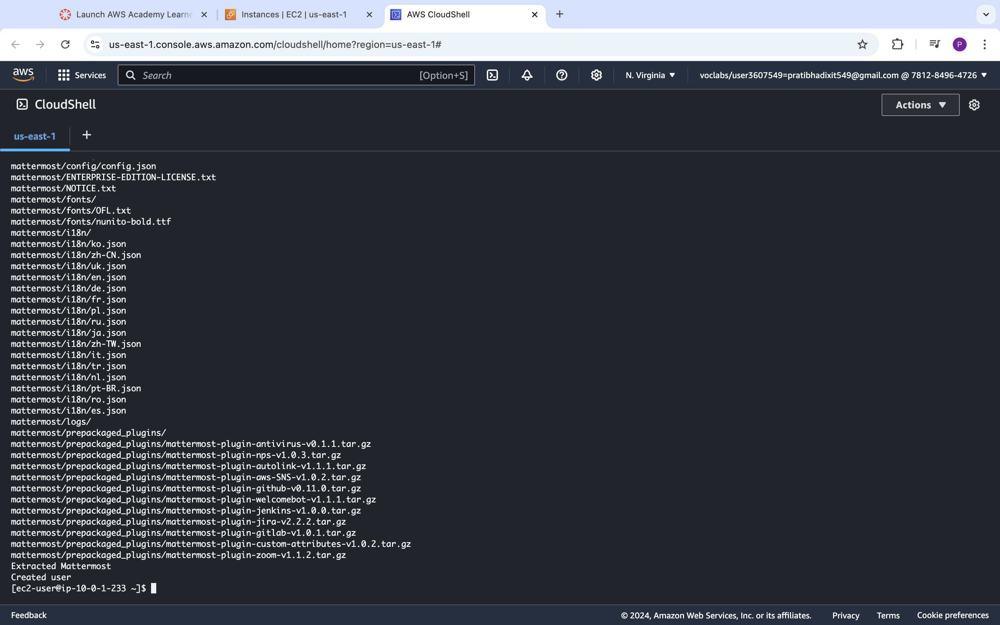 Launch AWS Academy Learne
Instances | EC2 | us-east-1
AWS CloudShell
us-east-1.console.aws.amazon.com/cloudshell/home?region=us-east-1#
P
aws
Services
Search
[Option+S]
N. Virginia
voclabs/user3607549=pratibhadixit549@gmail.com @ 7812-8496-4726
CloudShell
Actions
us-east-1
mattermost/config/config.json
mattermost/ENTERPRISE-EDITION-LICENSE.txt
mattermost/NOTICE.txt
mattermost/fonts/
mattermost/fonts/OFL.txt
mattermost/fonts/nunito-bold.ttf
mattermost/i18n/
mattermost/i18n/ko.json
mattermost/i18n/zh-CN.json
mattermost/i18n/uk.json
mattermost/i18n/en.json
mattermost/i18n/de.json
mattermost/i18n/fr.json
mattermost/i18n/pl.json
mattermost/i18n/ru.json
mattermost/i18n/ja.json
mattermost/i18n/zh-TW.json
mattermost/i18n/it.json
mattermost/i18n/tr.json
mattermost/i18n/nl.json
mattermost/i18n/pt-BR.json
mattermost/i18n/ro.json
mattermost/i18n/es.json
mattermost/logs/
mattermost/prepackaged_plugins/
mattermost/prepackaged_plugins/mattermost-plugin-antivirus-v0.1.1.tar.gz
mattermost/prepackaged_plugins/mattermost-plugin-nps-v1.0.3.tar.gz
mattermost/prepackaged_plugins/mattermost-plugin-autolink-v1.1.1.tar.gz
mattermost/prepackaged_plugins/mattermost-plugin-aws-SNS-v1.0.2.tar.gz
mattermost/prepackaged_plugins/mattermost-plugin-github-v0.11.0.tar.gz
mattermost/prepackaged_plugins/mattermost-plugin-welcomebot-v1.1.1.tar.gz
mattermost/prepackaged_plugins/mattermost-plugin-jenkins-v1.0.0.tar.gz
mattermost/prepackaged_plugins/mattermost-plugin-jira-v2.2.2.tar.gz
mattermost/prepackaged_plugins/mattermost-plugin-gitlab-v1.0.1.tar.gz
mattermost/prepackaged_plugins/mattermost-plugin-custom-attributes-v1.0.2.tar.gz
mattermost/prepackaged_plugins/mattermost-plugin-zoom-v1.1.2.tar.gz
Extracted Mattermost
Created user
[ec2-user@ip-10-0-1-233 ~]$
Feedback
© 2024, Amazon Web Services, Inc. or its affiliates.
Privacy
Terms
Cookie preferences